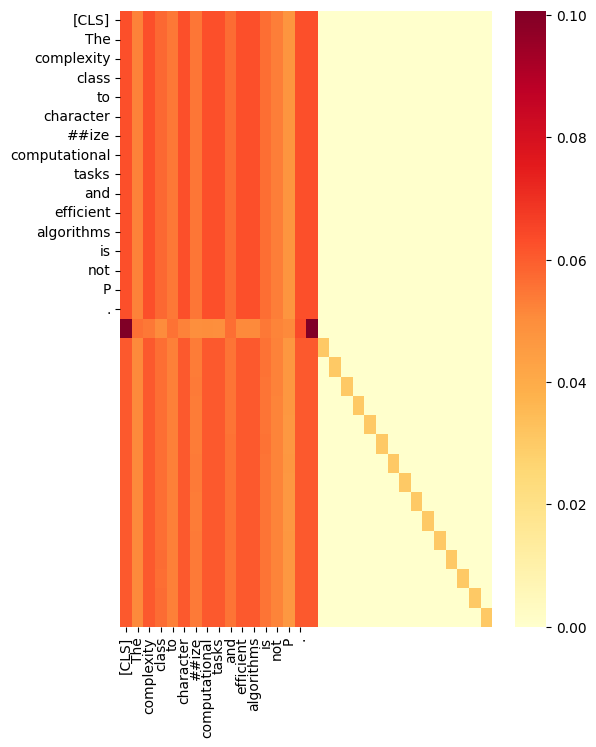 [CLS]
The
complexity
class
to
character
##ize
computational
tasks
and
efficient
algorithms
is
not
P
.
0.10
0.08
0.06
0.04
0.02
0.00
[CLS]
The
complexity
class
to
character
##ize
computational
tasks
and
efficient
algorithms
is
not
P
.